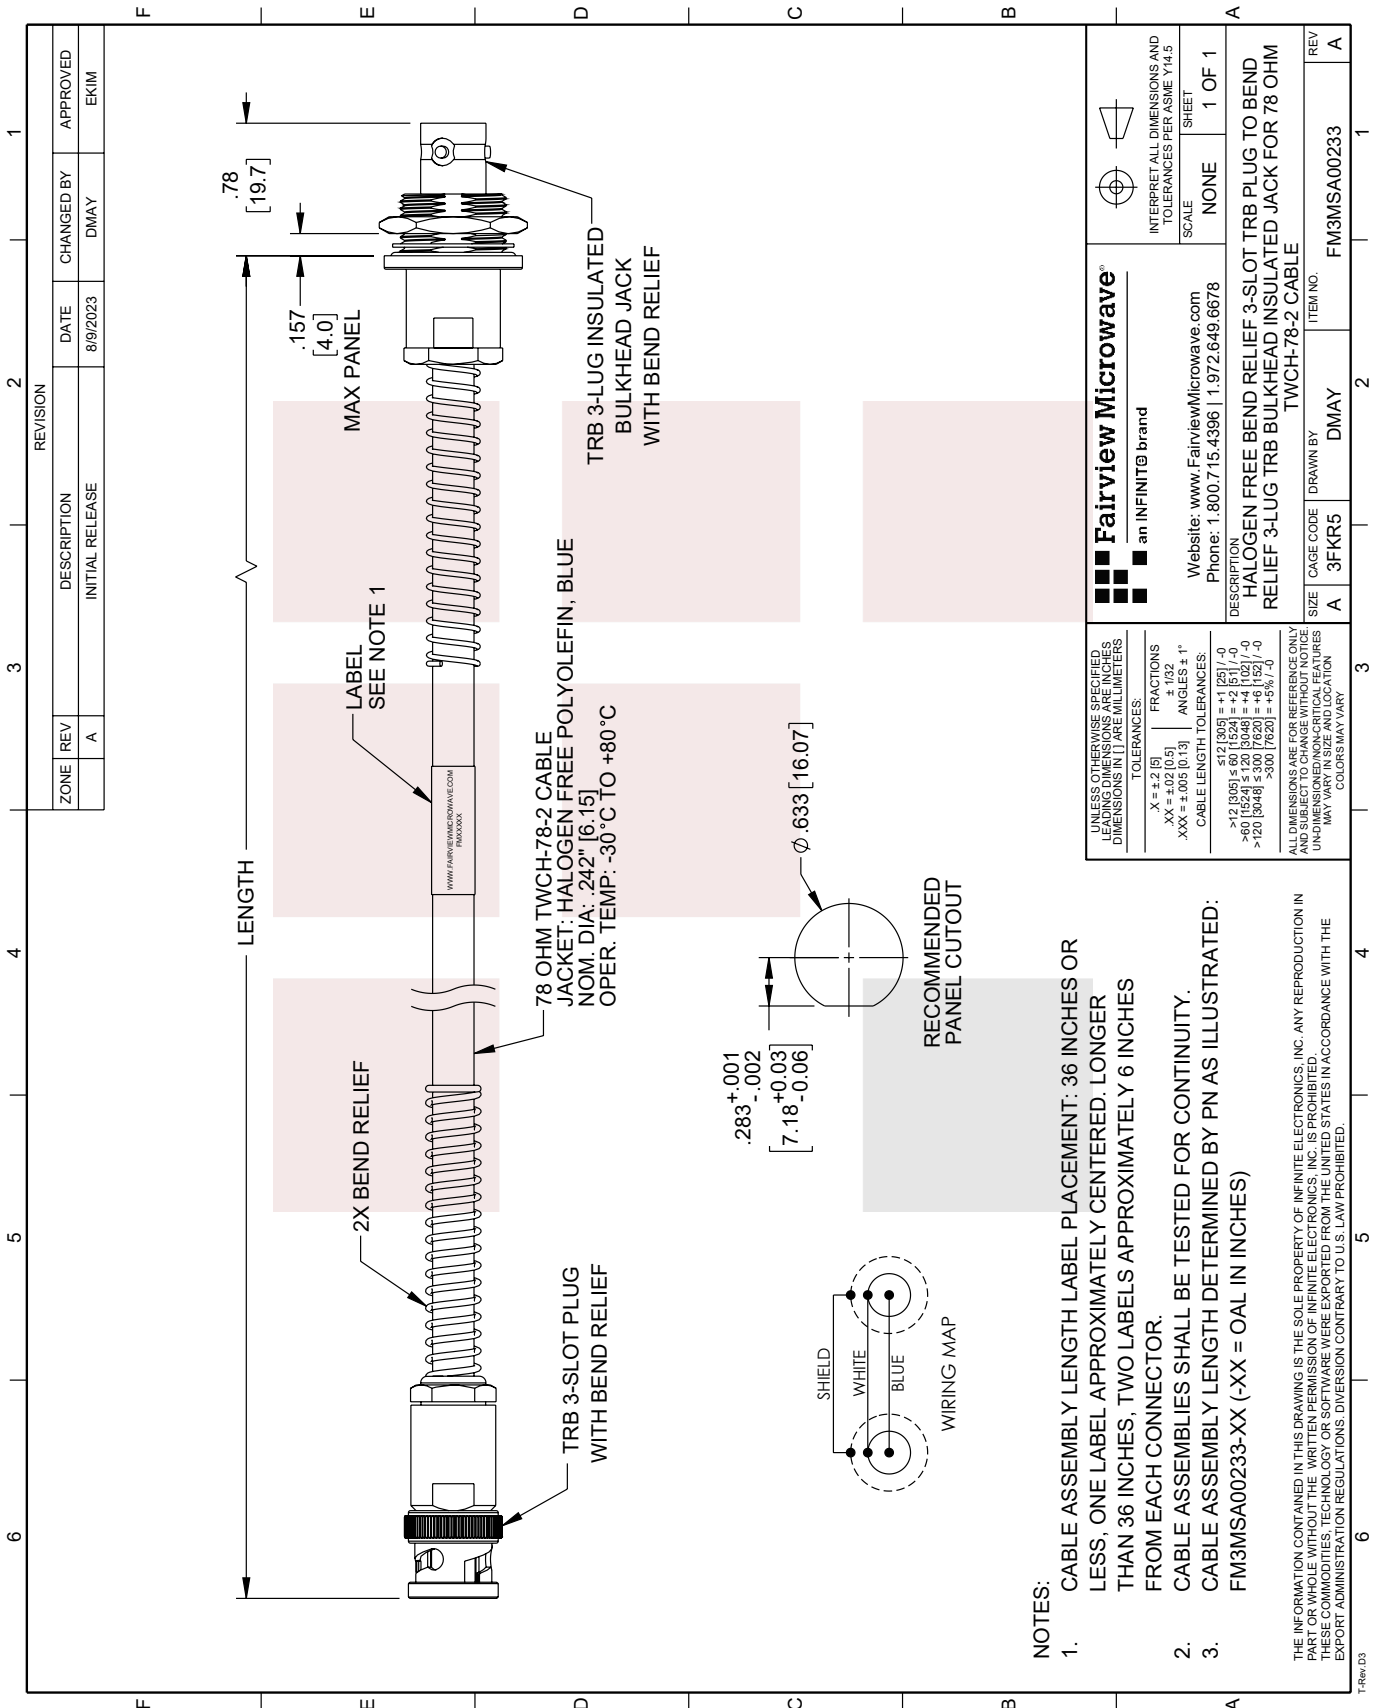 6
5
4
3
2
1
F
E
D
C
B
A
REVISION
ZONE REV DESCRIPTION DATE CHANGED BY APPROVED
A INITIAL RELEASE 8/9/2023 DMAY EKIM
LENGTH
.78
[19.7]
.157
[4.0]
MAX PANEL
2X BEND RELIEF
LABEL
SEE NOTE 1
WWW.FAIRVIEWMICROWAVE.COM
FMXXXXX
TRB 3-SLOT PLUG
WITH BEND RELIEF
78 OHM TWCH-78-2 CABLE
JACKET: HALOGEN FREE POLYOLEFIN, BLUE
NOM. DIA: .242" [6.15]
OPER. TEMP: -30°C TO +80°C
TRB 3-LUG INSULATED
BULKHEAD JACK
WITH BEND RELIEF
SHIELD
WHITE
BLUE
WIRING MAP
.283 +.001 -.002
[7.18 +0.03 -0.06]
Ø .633 [16.07]
RECOMMENDED
PANEL CUTOUT
NOTES:
1. CABLE ASSEMBLY LENGTH LABEL PLACEMENT: 36 INCHES OR
LESS, ONE LABEL APPROXIMATELY CENTERED. LONGER
THAN 36 INCHES, TWO LABELS APPROXIMATELY 6 INCHES
FROM EACH CONNECTOR.
2. CABLE ASSEMBLIES SHALL BE TESTED FOR CONTINUITY.
3. CABLE ASSEMBLY LENGTH DETERMINED BY PN AS ILLUSTRATED:
FM3MSA00233-XX (-XX = OAL IN INCHES)
THE INFORMATION CONTAINED IN THIS DRAWING IS THE SOLE PROPERTY OF INFINITE ELECTRONICS, INC. ANY REPRODUCTION IN
PART OR WHOLE WITHOUT THE WRITTEN PERMISSION OF INFINITE ELECTRONICS, INC. IS PROHIBITED.
THESE COMMODITIES, TECHNOLOGY OR SOFTWARE WERE EXPORTED FROM THE UNITED STATES IN ACCORDANCE WITH THE
EXPORT ADMINISTRATION REGULATIONS. DIVERSION CONTRARY TO U.S. LAW PROHIBITED.
UNLESS OTHERWISE SPECIFIED
LEADING DIMENSIONS ARE INCHES
DIMENSIONS IN [ ] ARE MILLIMETERS
TOLERANCES:
.X = ±.2 [5] FRACTIONS
.XX = ±.02 [0.5] ± 1/32
.XXX = ±.005 [0.13] ANGLES ± 1°
CABLE LENGTH TOLERANCES:
≤12 [305] = +1 [25] / -0
>12 [305] ≤ 60 [1524] = +2 [51] / -0
>60 [1524] ≤ 120 [3048] = +4 [102] / -0
>120 [3048] ≤ 300 [7620] = +6 [152] / -0
>300 [7620] = +5% / -0
ALL DIMENSIONS ARE FOR REFERENCE ONLY
AND SUBJECT TO CHANGE WITHOUT NOTICE.
UN-DIMENSIONED/NON-CRITICAL FEATURES
MAY VARY IN SIZE AND LOCATION
COLORS MAY VARY
Fairview Microwave®
an INFINIT℮ brand
Website: www.FairviewMicrowave.com
Phone: 1.800.715.4396 | 1.972.649.6678
INTERPRET ALL DIMENSIONS AND
TOLERANCES PER ASME Y14.5
SCALE SHEET
NONE 1 OF 1
DESCRIPTION
HALOGEN FREE BEND RELIEF 3-SLOT TRB PLUG TO BEND
RELIEF 3-LUG TRB BULKHEAD INSULATED JACK FOR 78 OHM
TWCH-78-2 CABLE
SIZE CAGE CODE DRAWN BY ITEM NO. REV
A 3FKR5 DMAY FM3MSA00233 A
6
5
4
3
2
1
F
E
D
C
B
A
T-Rev.D3